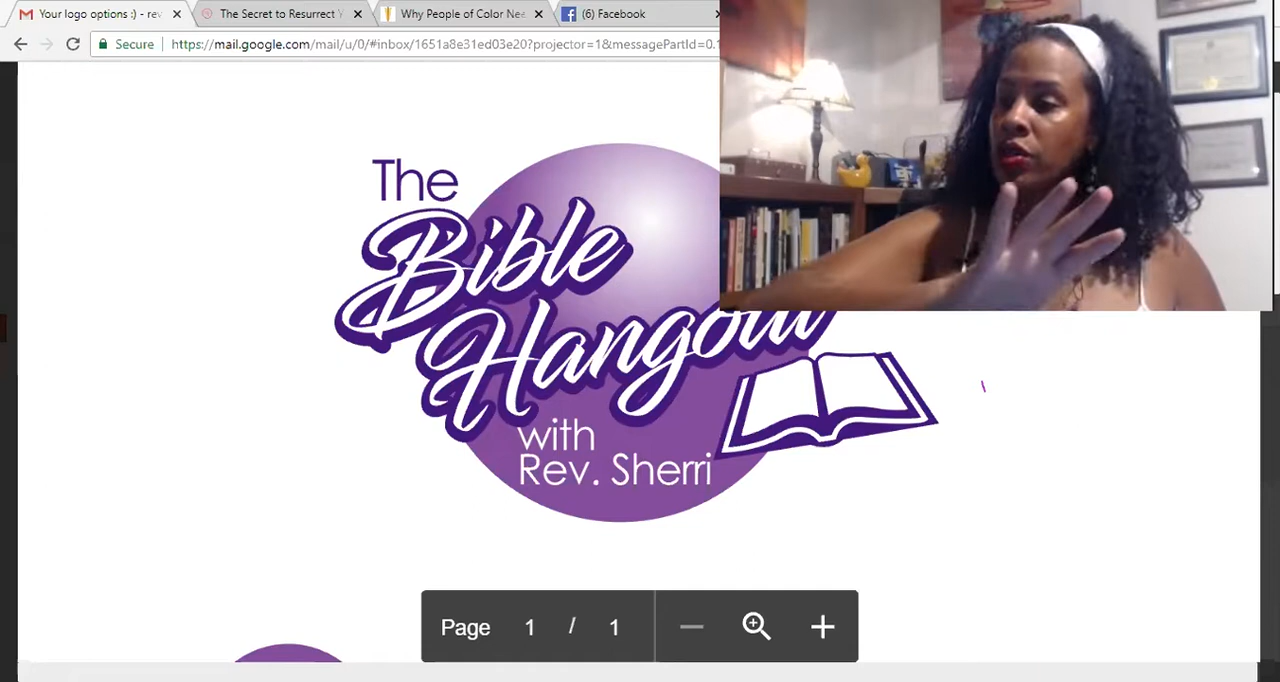 Your logo options :) - rev
The Secret to Resurrect Y
Why People of Color Nee
(6) Facebook
Secure
https://mail.google.com/mail/u/0/#inbox/1651a8e31ed03e20?projector=1&messagePartId=0.1
The
Bible
Hangout
with
Rev. Sherri
Page 1 / 1